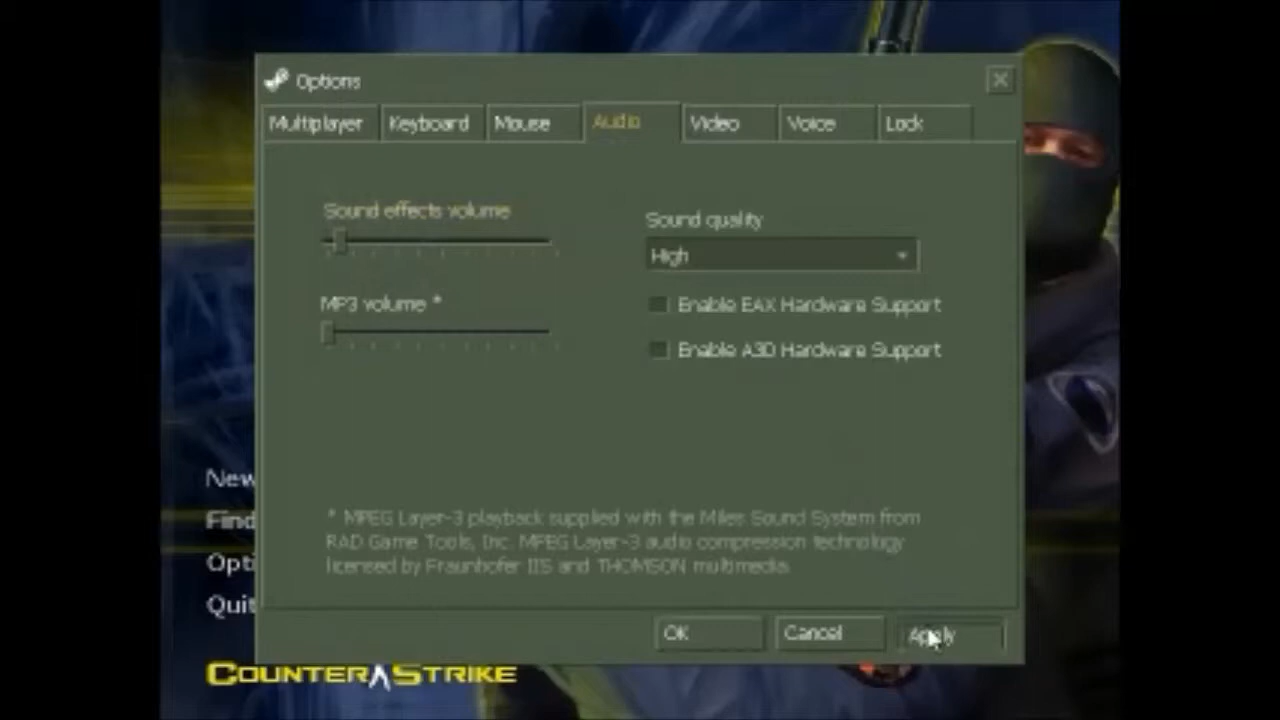 Options
Multiplayer Keyboard Mouse Audio Video Voice Lock
Sound effects volume
Sound quality
High
MP3 volume *
Enable EAX Hardware Support
Enable A3D Hardware Support
* MPEG Layer-3 playback supplied with the Miles Sound System from
RAD Game Tools, Inc. MPEG Layer-3 audio compression technology
licensed by Fraunhofer IIS and THOMSON multimedia.
New
Find
Opti
Quit
OK Cancel Apply
COUNTER STRIKE